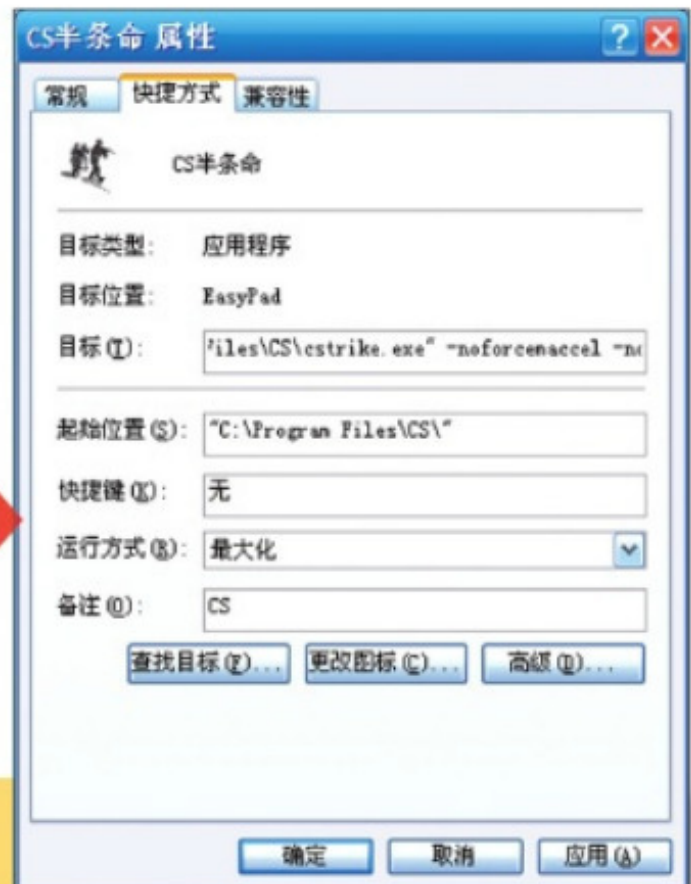 CS半条命 属性
常规 快捷方式 兼容性
CS半条命
目标类型: 应用程序
目标位置: EasyPad
目标(T): Files\CS\cstrike.exe" -noforcemaccel -no
起始位置(S): "C:\Program Files\CS\"
快捷键(K): 无
运行方式(R): 最大化
备注(O): CS
查找目标(F)... 更改图标(C)... 高级(D)...
确定 取消 应用(A)